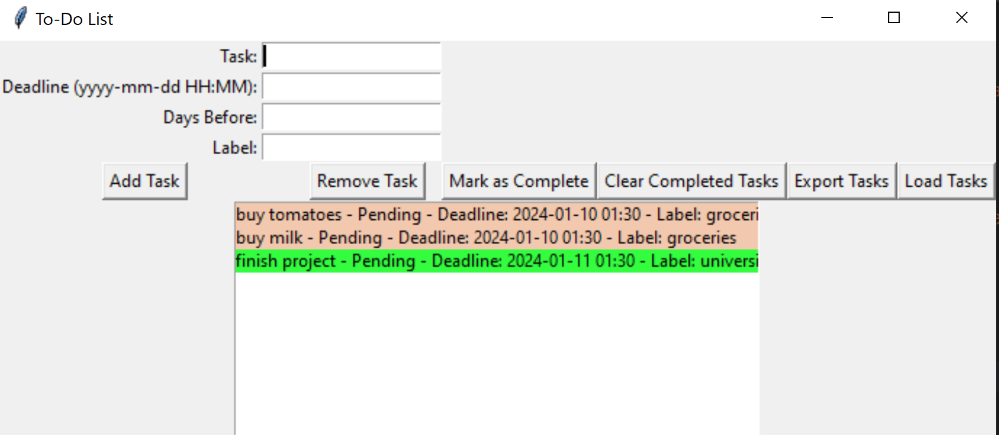 To-Do List
Task:
Deadline (yyyy-mm-dd HH:MM):
Days Before:
Label:
Add Task Remove Task Mark as Complete Clear Completed Tasks Export Tasks Load Tasks
buy tomatoes - Pending - Deadline: 2024-01-10 01:30 - Label: groceri
buy milk - Pending - Deadline: 2024-01-10 01:30 - Label: groceries
finish project - Pending - Deadline: 2024-01-11 01:30 - Label: universi